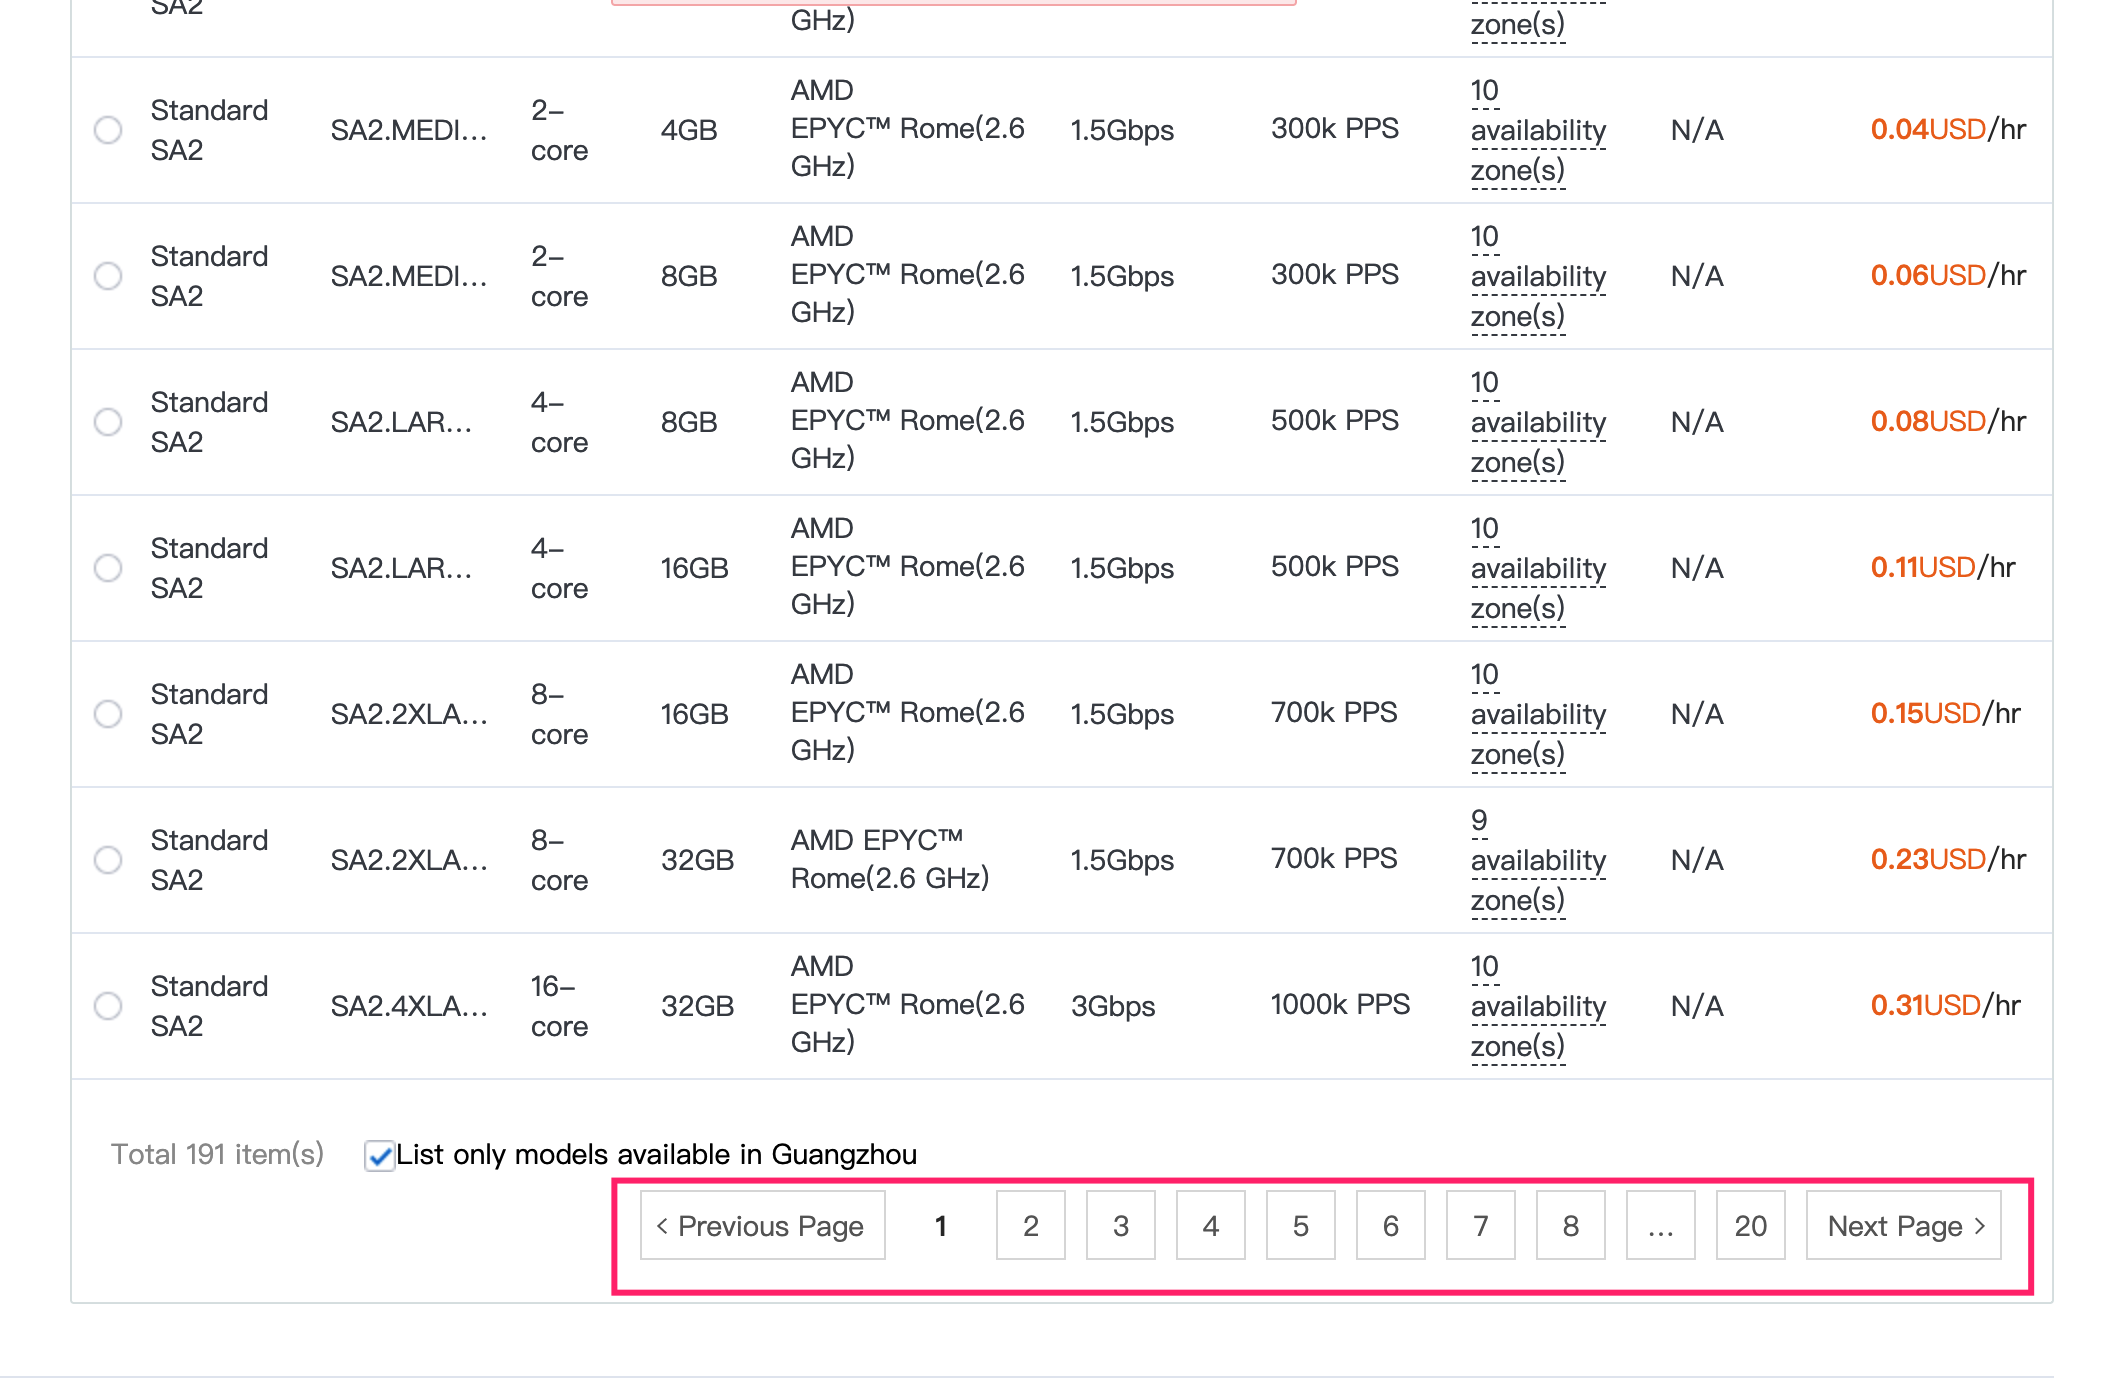 SA2
GHz)
zone(s)
Standard
SA2
SA2.MEDI...
2-
core
4GB
AMD
EPYC™ Rome(2.6
GHz)
1.5Gbps
300k PPS
10
availability
zone(s)
N/A
0.04USD/hr
Standard
SA2
SA2.MEDI...
2-
core
8GB
AMD
EPYC™ Rome(2.6
GHz)
1.5Gbps
300k PPS
10
availability
zone(s)
N/A
0.06USD/hr
Standard
SA2
SA2.LAR...
4-
core
8GB
AMD
EPYC™ Rome(2.6
GHz)
1.5Gbps
500k PPS
10
availability
zone(s)
N/A
0.08USD/hr
Standard
SA2
SA2.LAR...
4-
core
16GB
AMD
EPYC™ Rome(2.6
GHz)
1.5Gbps
500k PPS
10
availability
zone(s)
N/A
0.11USD/hr
Standard
SA2
SA2.2XLA...
8-
core
16GB
AMD
EPYC™ Rome(2.6
GHz)
1.5Gbps
700k PPS
10
availability
zone(s)
N/A
0.15USD/hr
Standard
SA2
SA2.2XLA...
8-
core
32GB
AMD EPYC™
Rome(2.6 GHz)
1.5Gbps
700k PPS
9
availability
zone(s)
N/A
0.23USD/hr
Standard
SA2
SA2.4XLA...
16-
core
32GB
AMD
EPYC™ Rome(2.6
GHz)
3Gbps
1000k PPS
10
availability
zone(s)
N/A
0.31USD/hr
Total 191 item(s)
List only models available in Guangzhou
< Previous Page 1 2 3 4 5 6 7 8 ... 20 Next Page >